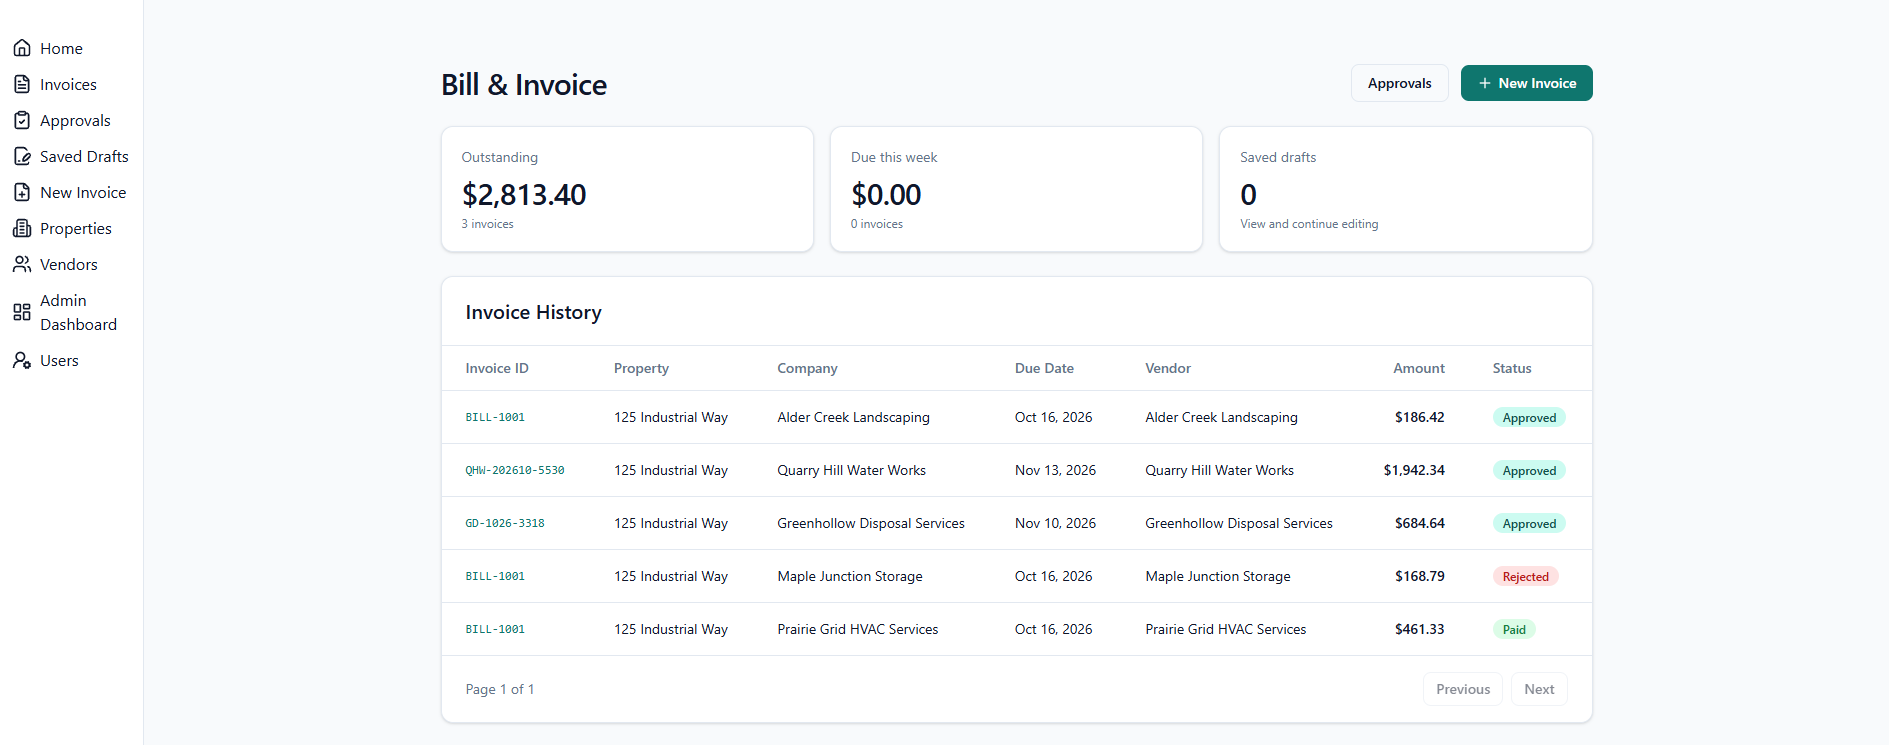 Home
Invoices
Approvals
Saved Drafts
New Invoice
Properties
Vendors
Admin
Dashboard
Users
Bill & Invoice
Approvals
+ New Invoice
Outstanding
$2,813.40
3 invoices
Due this week
$0.00
0 invoices
Saved drafts
0
View and continue editing
Invoice History
Invoice ID Property Company Due Date Vendor Amount Status
BILL-1001 125 Industrial Way Alder Creek Landscaping Oct 16, 2026 Alder Creek Landscaping $186.42 Approved
QHW-202610-5530 125 Industrial Way Quarry Hill Water Works Nov 13, 2026 Quarry Hill Water Works $1,942.34 Approved
GD-1026-3318 125 Industrial Way Greenhollow Disposal Services Nov 10, 2026 Greenhollow Disposal Services $684.64 Approved
BILL-1001 125 Industrial Way Maple Junction Storage Oct 16, 2026 Maple Junction Storage $168.79 Rejected
BILL-1001 125 Industrial Way Prairie Grid HVAC Services Oct 16, 2026 Prairie Grid HVAC Services $461.33 Paid
Page 1 of 1
Previous
Next